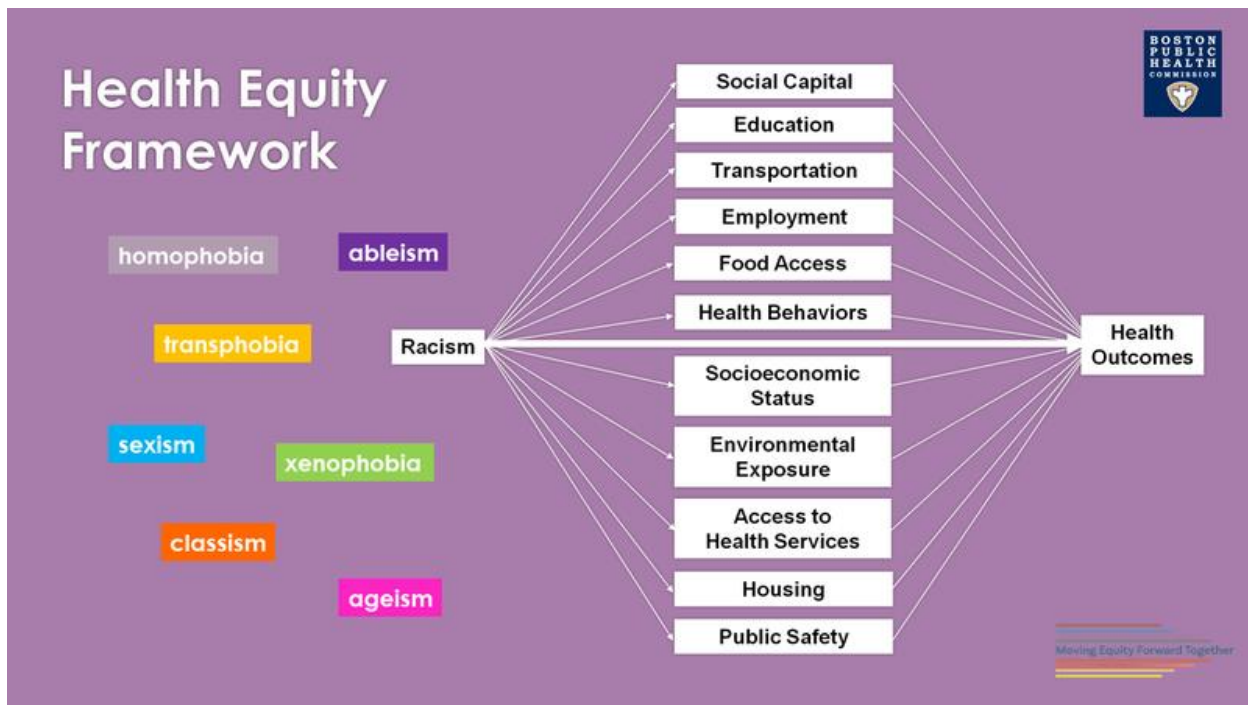 Health Equity
Framework
BOSTON
PUBLIC
HEALTH
COMMISSION
homophobia
ableism
transphobia
sexism
xenophobia
classism
ageism
Racism
Social Capital
Education
Transportation
Employment
Food Access
Health Behaviors
Socioeconomic
Status
Environmental
Exposure
Access to
Health Services
Housing
Public Safety
Health
Outcomes
Moving Equity Forward Together